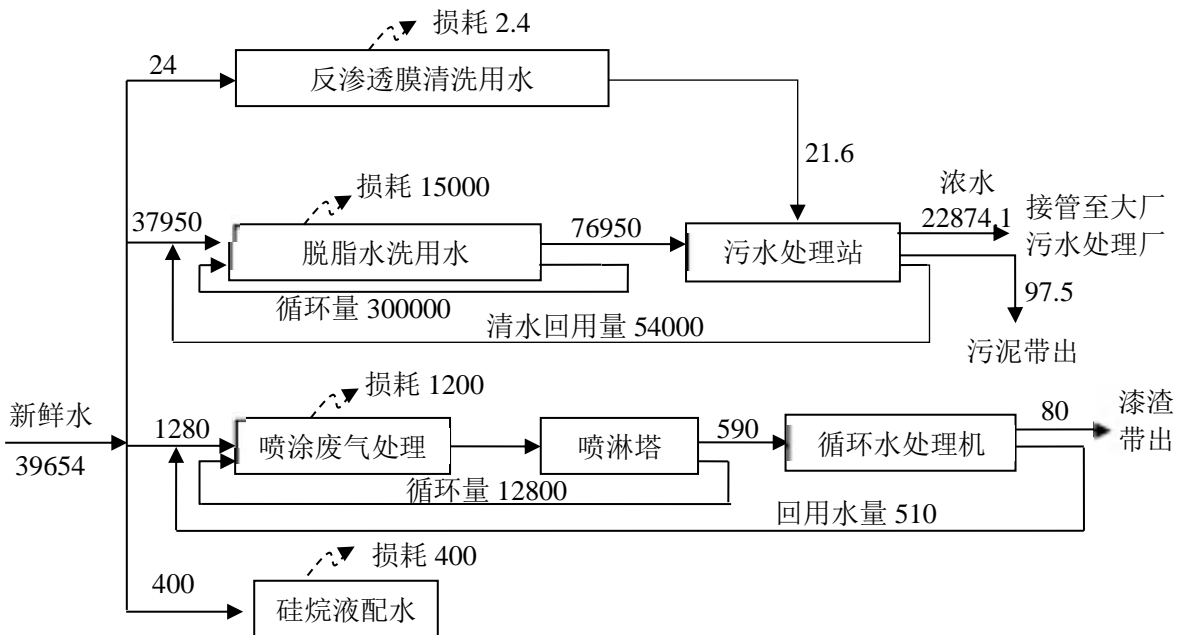 损耗 2.4
24
反渗透膜清洗用水
21.6
损耗 15000
37950
脱脂水洗用水
76950
污水处理站
浓水
22874.1
接管至大厂
污水处理厂
循环量 300000
清水回用量 54000
97.5
污泥带出
损耗 1200
新鲜水
39654
1280
喷涂废气处理
喷淋塔
590
循环水处理机
80
漆渣
带出
循环量 12800
回用水量 510
损耗 400
400
硅烷液配水